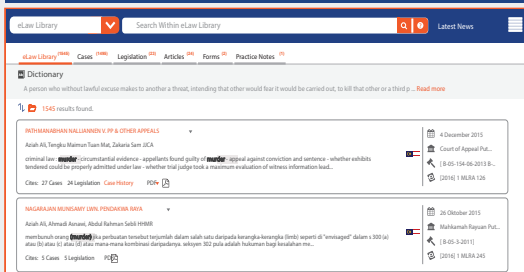 eLaw Library Search Within eLaw Library Latest News
eLaw Library (1545) Cases (1498) Legislation (22) Articles (24) Forms (3) Practice Notes (1)
Dictionary
A person who without lawful excuse makes to another a threat, intending that other would fear it would be carried out, to kill that other or a third p ... Read more
1545 results found.
PATHMANABHAN NALLIANNEN V. PP & OTHER APPEALS
Aziah Ali, Tengku Maimun Tuan Mat, Zakaria Sam JJCA
criminal law : murder - circumstantial evidence - appellants found guilty of murder - appeal against conviction and sentence - whether exhibits
tendered could be properly admitted under law - whether trial judge took a maximum evaluation of witness information lead...
Cites: 27 Cases 24 Legislation Case History PDF
4 December 2015
Court of Appeal Put...
[ B-05-154-06-2013 B-...
[2016] 1 MLRA 126
NAGARAJAN MUNISAMY LWN. PENDAKWA RAYA
Aziah Ali, Ahmadi Asnawi, Abdul Rahman Sebli HHMR
membunuh orang (murder) jika perbuatan tersebut terjumlah dalam salah satu daripada kerangka-kerangka (limb) seperti di "envisaged" dalam s 300 (a)
atau (b) atau (c) atau (d) atau mana-mana kombinasi daripadanya. seksyen 302 pula adalah hukuman bagi kesalahan me...
Cites: 5 Cases 5 Legislation PDF
26 Oktober 2015
Mahkamah Rayuan Put...
[ B-05-3-2011]
[2016] 1 MLRA 245